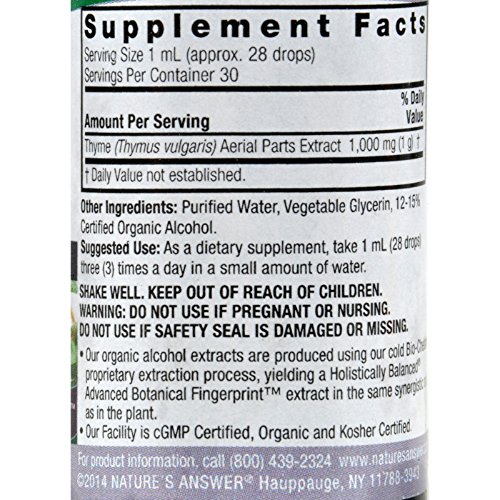 Supplement Facts
Serving Size 1 mL (approx. 28 drops)
Servings Per Container 30
% Daily
Amount Per Serving Value
Thyme (Thymus vulgaris) Aerial Parts Extract 1,000 mg (1 g) †
† Daily Value not established.
Other Ingredients: Purified Water, Vegetable Glycerin, 12-15%
Certified Organic Alcohol.
Suggested Use: As a dietary supplement, take 1 mL (28 drops)
three (3) times a day in a small amount of water.
SHAKE WELL. KEEP OUT OF REACH OF CHILDREN.
WARNING: DO NOT USE IF PREGNANT OR NURSING.
DO NOT USE IF SAFETY SEAL IS DAMAGED OR MISSING.
• Our organic alcohol extracts are produced using our cold
proprietary extraction process, yielding a Holistically Balanced®
Advanced Botanical Fingerprint™ extract in the same synergistic
as in the plant.
• Our Facility is cGMP Certified, Organic and Kosher Certified.
For product information, call (800) 439-2324 www.naturesanswer
©2014 NATURE'S ANSWER® Hauppauge, NY 11788-3943